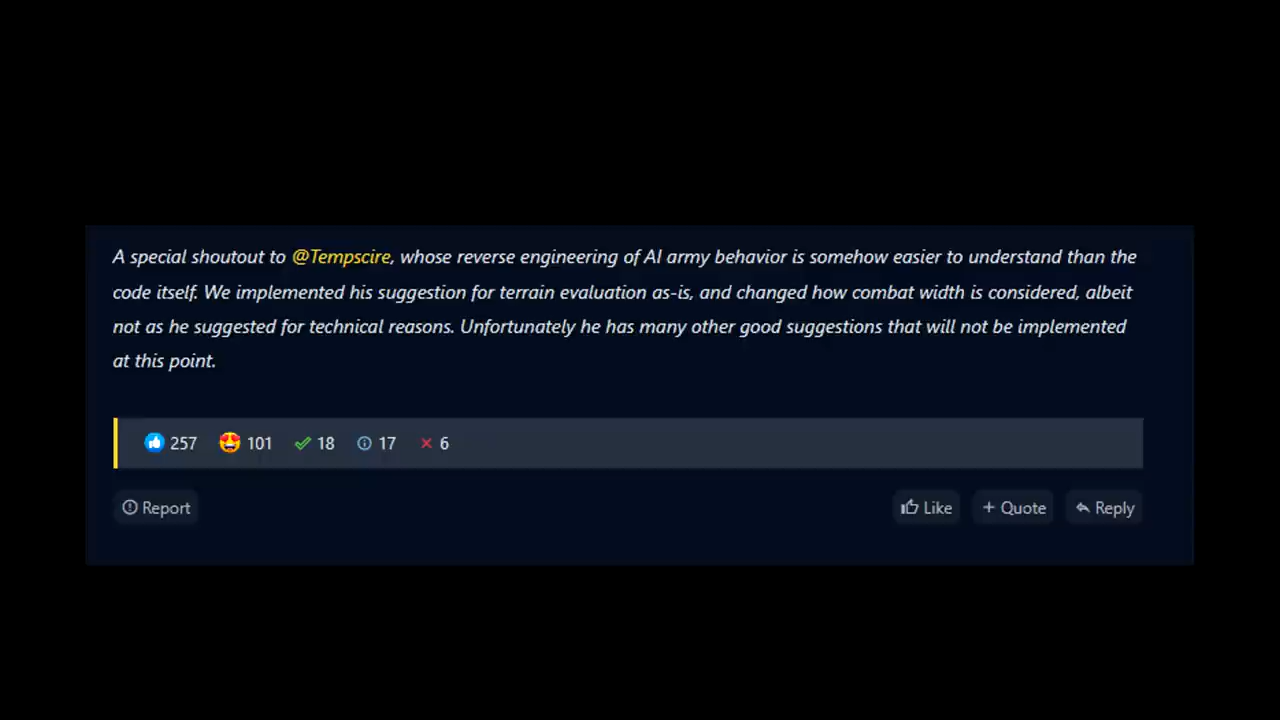 A special shoutout to @Tempscire, whose reverse engineering of AI army behavior is somehow easier to understand than the
code itself. We implemented his suggestion for terrain evaluation as-is, and changed how combat width is considered, albeit
not as he suggested for technical reasons. Unfortunately he has many other good suggestions that will not be implemented
at this point.
257 101 18 17 6
Report Like + Quote Reply